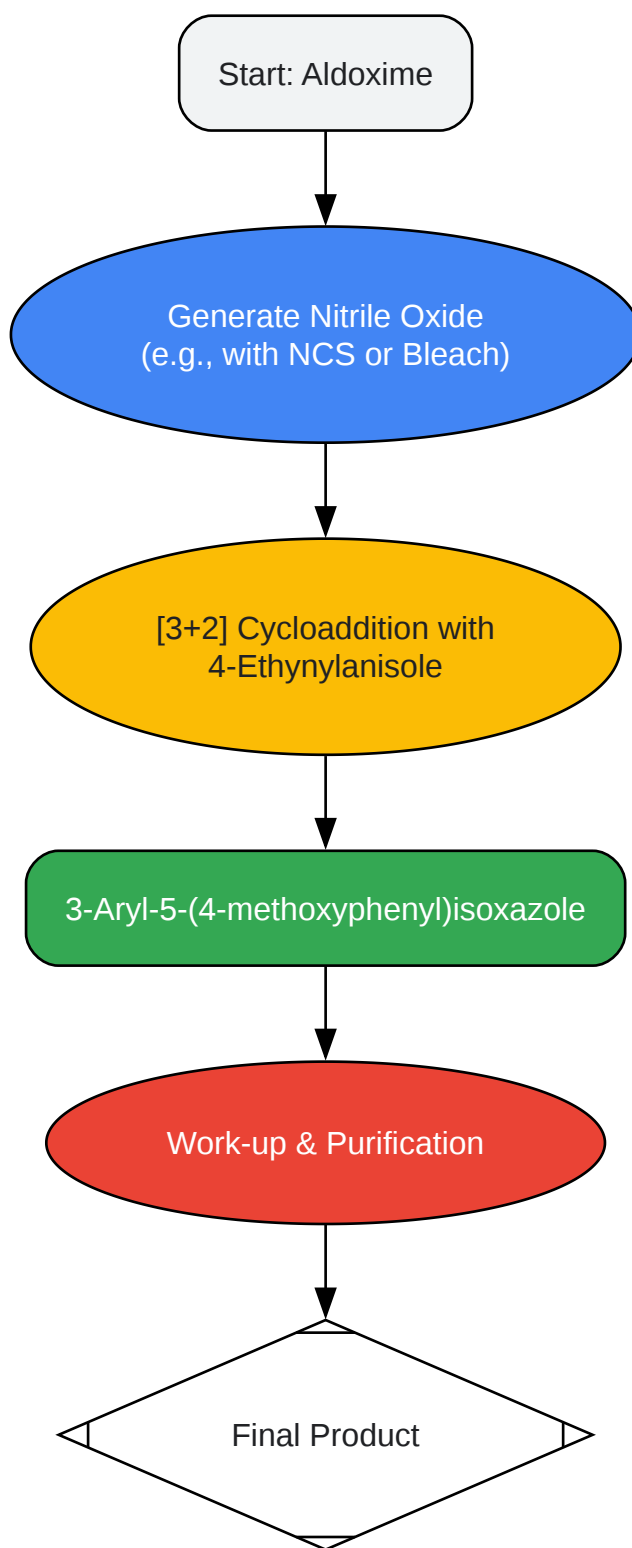 Start: Aldoxime
Generate Nitrile Oxide
(e.g., with NCS or Bleach)
[3+2] Cycloaddition with
4-Ethynylanisole
3-Aryl-5-(4-methoxyphenyl)isoxazole
Work-up & Purification
Final Product